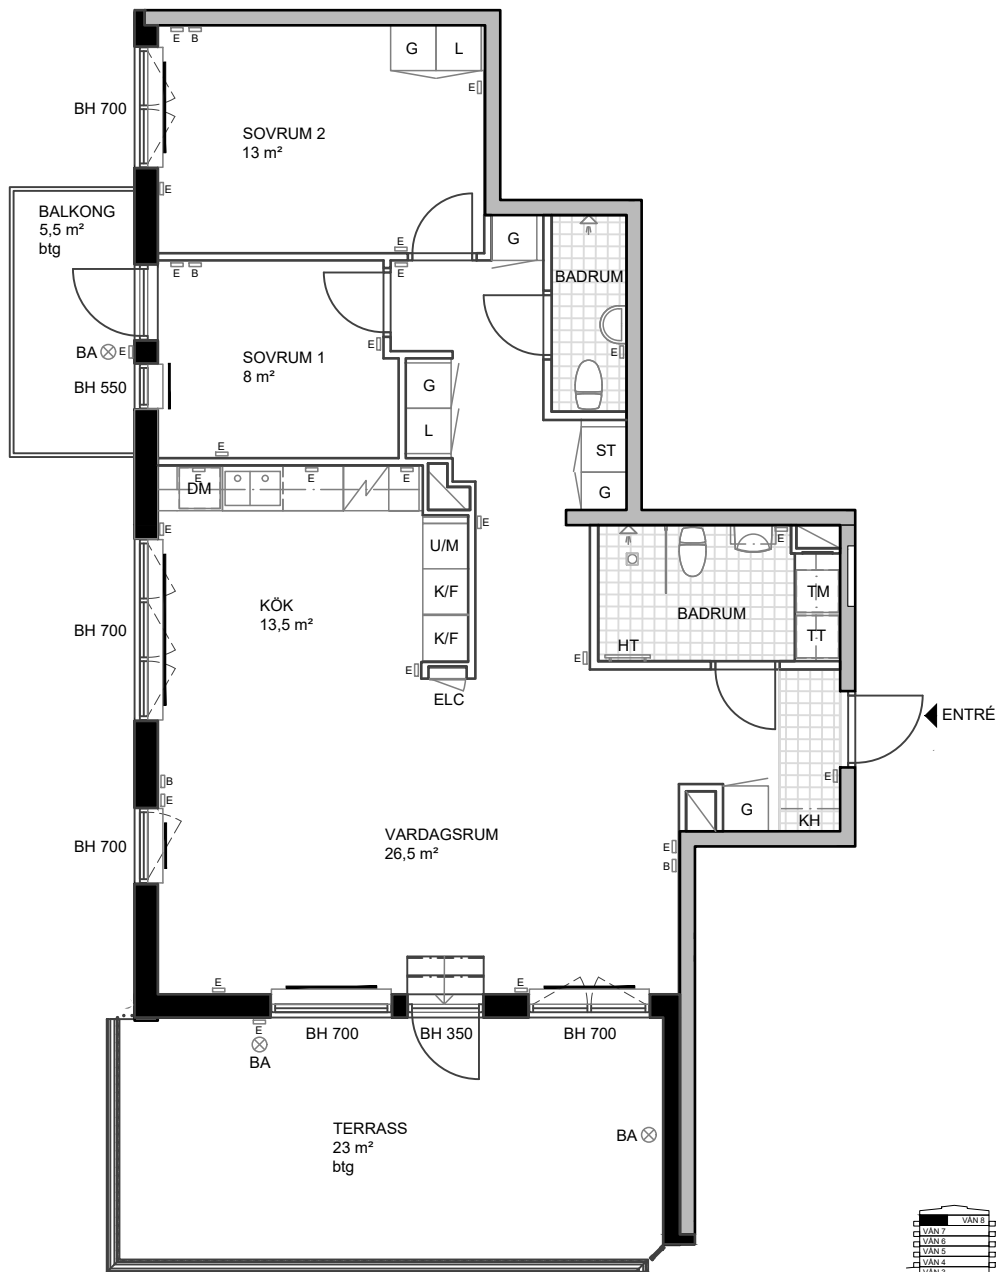 E B
G L
E
BH 700
SOVRUM 2
13 m²
E
BALKONG
5,5 m²
btg
E
G
E B
E
BADRUM
BA E
SOVRUM 1
8 m²
E
E
BH 550
G
L
E
ST
G
DM
E
E
E
E
E
U/M
K/F
K/F
KÖK
13,5 m²
BH 700
E
TM
TT
BADRUM
HT
E
E
ELC
ENTRÉ
E
B
E
G
KH
BH 700
VARDAGSRUM
26,5 m²
E
B
E
E
E
BH 700
BH 350
BH 700
BA
TERRASS
23 m²
btg
BA
VÅN 8
VÅN 7
VÅN 6
VÅN 5
VÅN 4